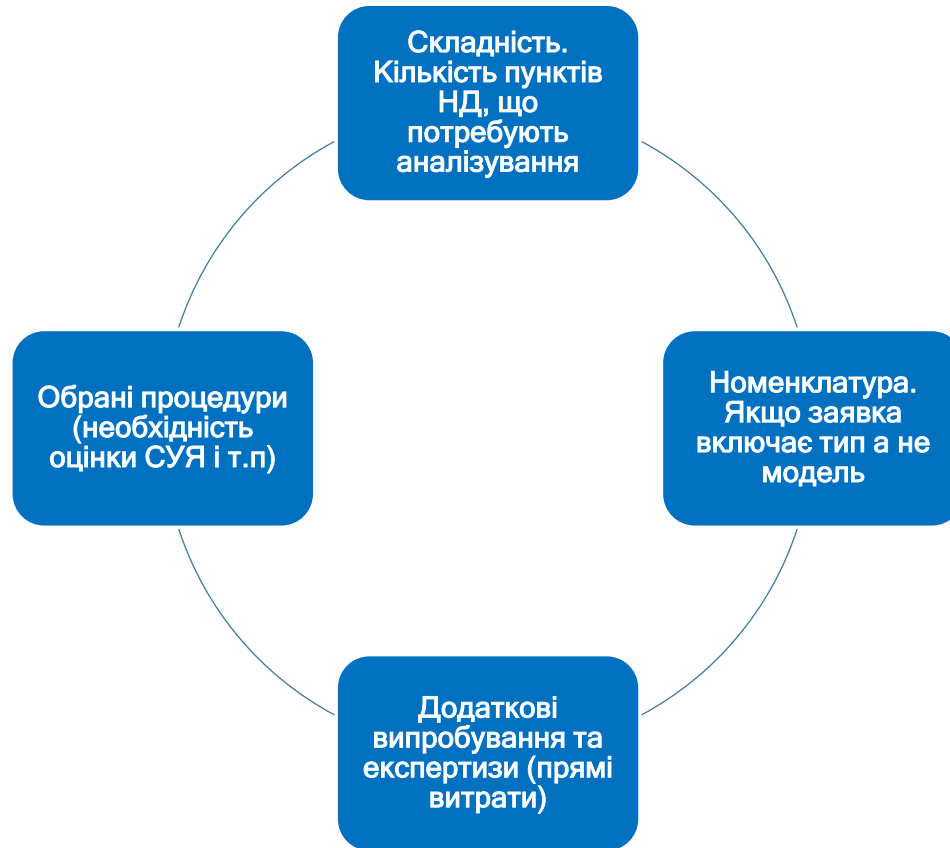 Складність.
Кількість пунктів
НД, що
потребують
аналізування
Номенклатура.
Якщо заявка
включає тип а не
модель
Додаткові
випробування та
експертизи (прямі
витрати)
Обрані процедури
(необхідність
оцінки СУЯ і т.п)